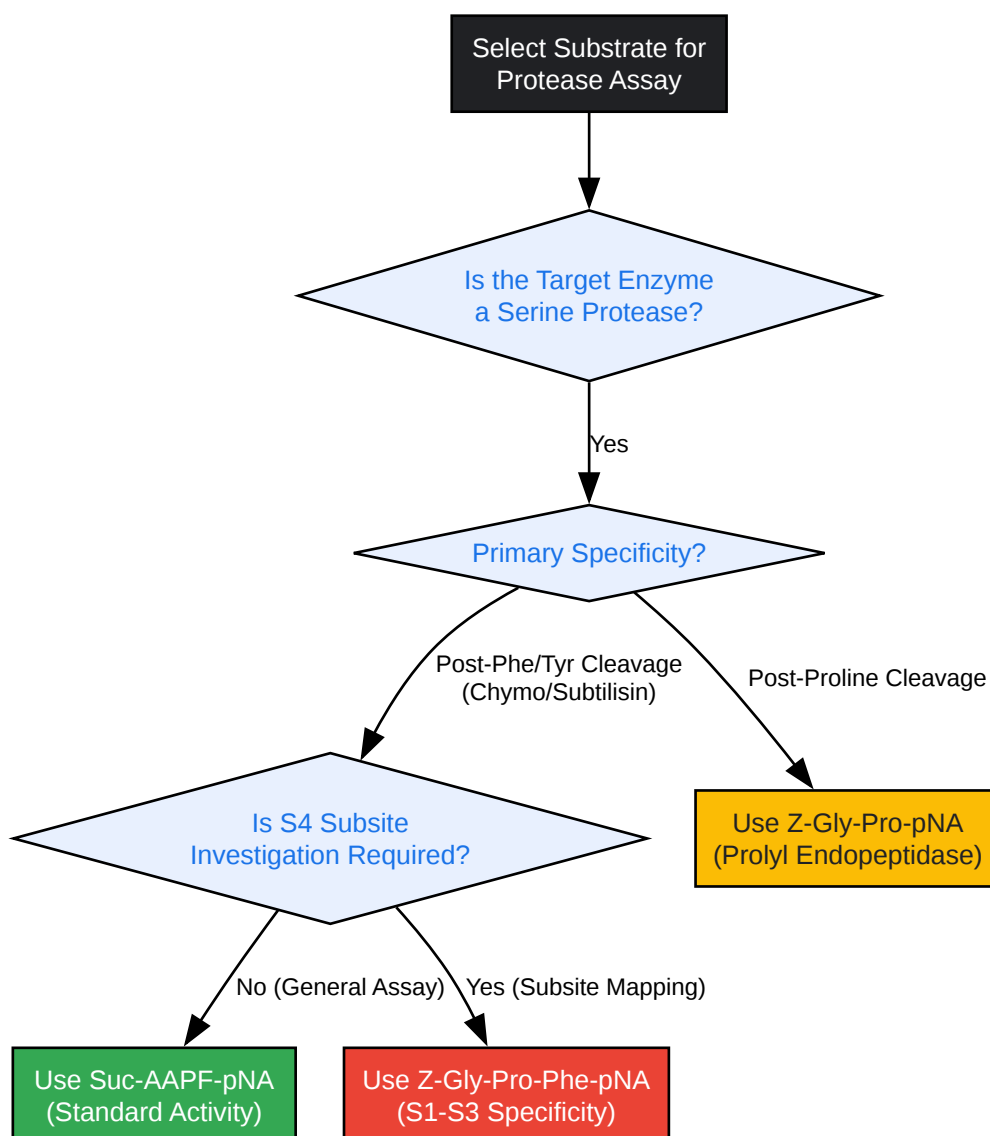 Select Substrate for
Protease Assay
Is the Target Enzyme
a Serine Protease?
Yes
Primary Specificity?
Post-Phe/Tyr Cleavage
(Chymo/Subtilisin)
Post-Proline Cleavage
Is S4 Subsite
Investigation Required?
Use Z-Gly-Pro-pNA
(Prolyl Endopeptidase)
No (General Assay)
Yes (Subsite Mapping)
Use Suc-AAPF-pNA
(Standard Activity)
Use Z-Gly-Pro-Phe-pNA
(S1-S3 Specificity)